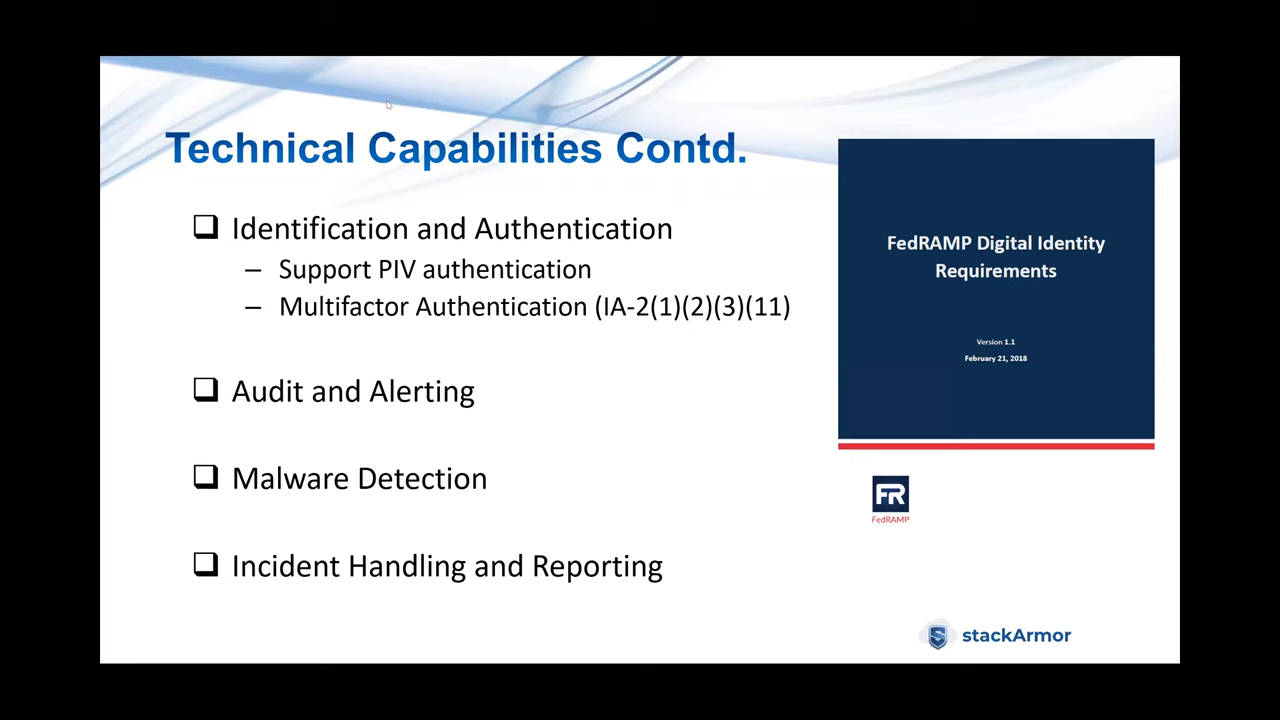 Technical Capabilities Contd.
Identification and Authentication
– Support PIV authentication
– Multifactor Authentication (IA-2(1)(2)(3)(11)
Audit and Alerting
Malware Detection
Incident Handling and Reporting
FedRAMP Digital Identity
Requirements
Version 1.1
February 21, 2018
FR
FedRAMP
stackArmor